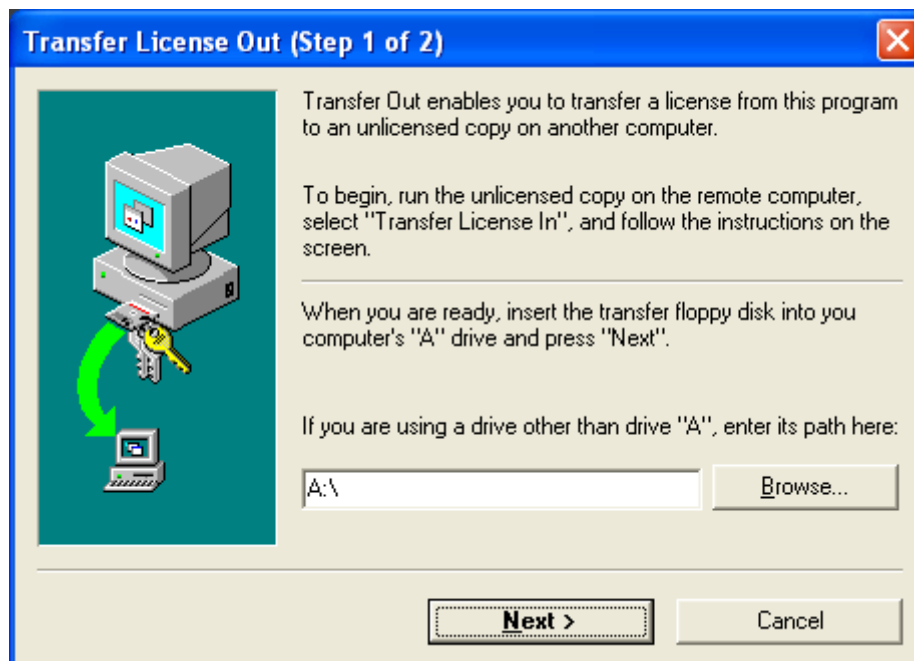 Transfer License Out (Step 1 of 2)
Transfer Out enables you to transfer a license from this program
to an unlicensed copy on another computer.
To begin, run the unlicensed copy on the remote computer,
select "Transfer License In", and follow the instructions on the
screen.
When you are ready, insert the transfer floppy disk into you
computer's "A" drive and press "Next".
If you are using a drive other than drive "A", enter its path here:
A:\
Browse...
Next >
Cancel